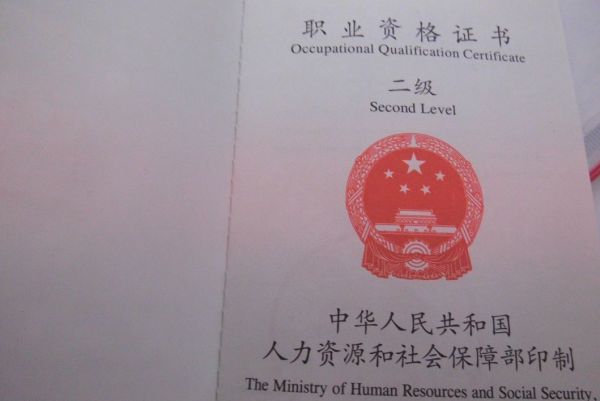 职业资格证书
Occupational Qualification Certificate
二级
Second Level
中华人民共和国
人力资源和社会保障部印制
The Ministry of Human Resources and Social Security,